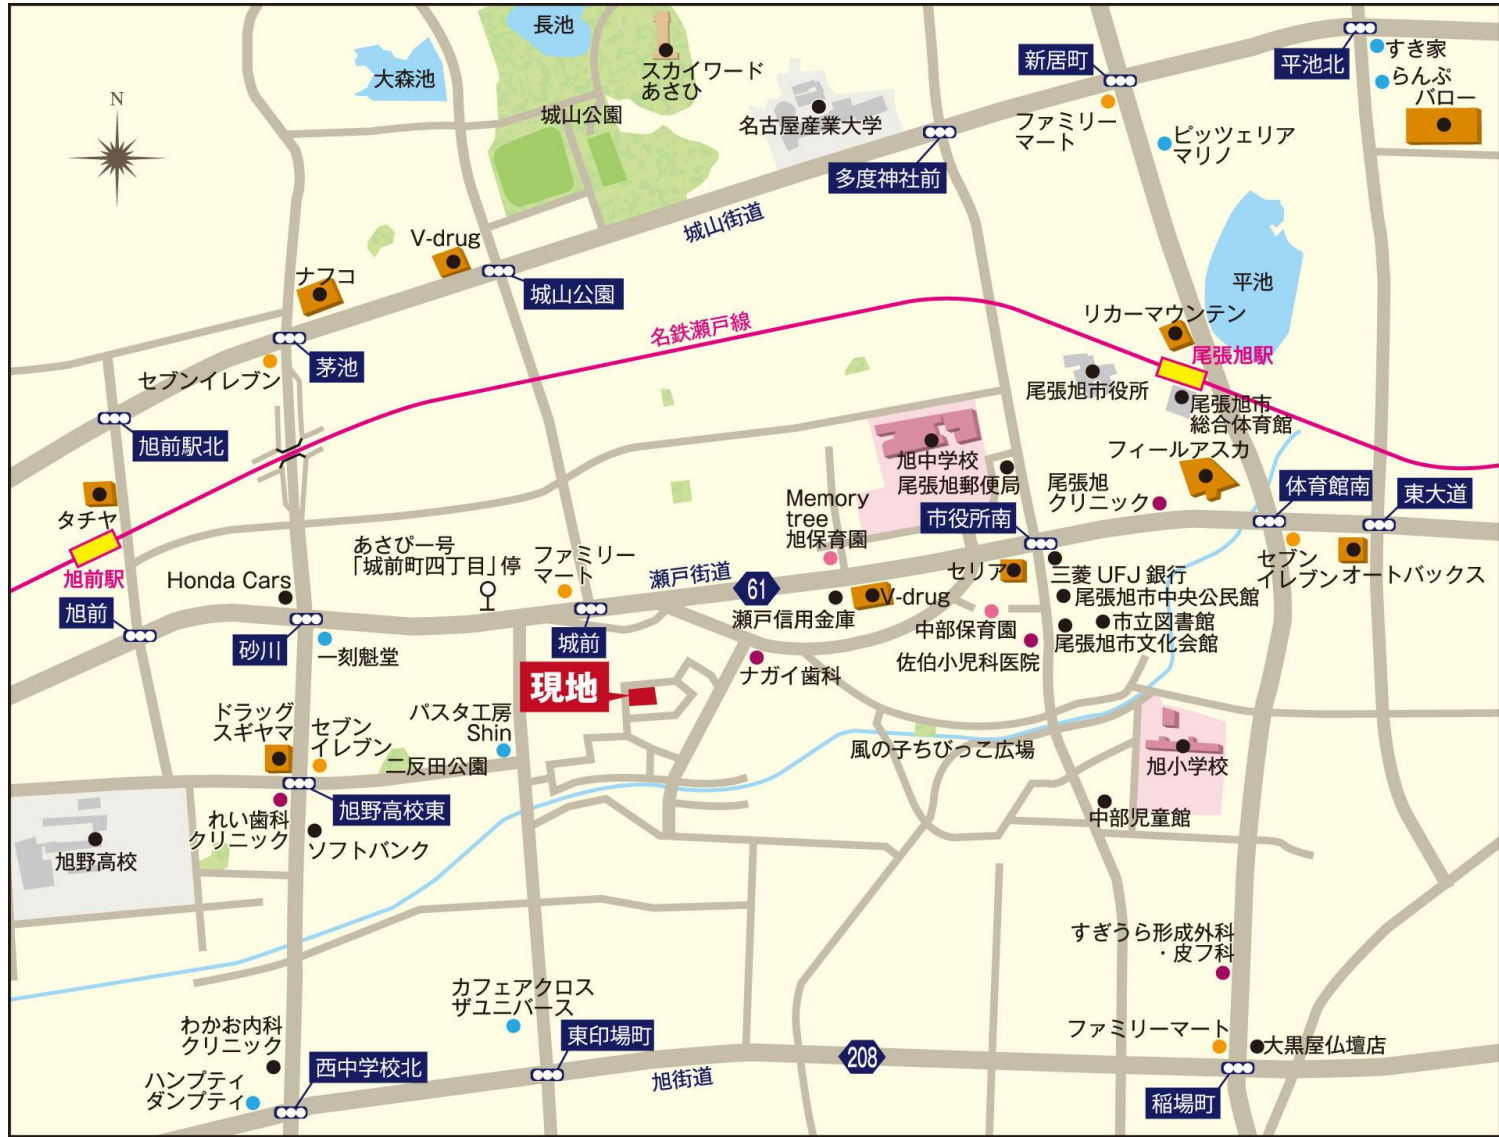 長池
大森池
スカイワード
あさひ
城山公園
名古屋産業大学
新居町
平池北
すき家
らんぷ
バロー
ファミリー
マート
ピッツェリア
マリノ
多度神社前
N
城山街道
V-drug
ナフコ
城山公園
平池
名鉄瀬戸線
リカーマウンテン
尾張旭駅
茅池
セブンイレブン
尾張旭市役所
尾張旭市
総合体育館
旭前駅北
旭中学校
尾張旭郵便局
フィールアスカ
尾張旭
クリニック
体育館南
東大道
タチヤ
旭前駅
Memory
tree
旭保育園
市役所南
あさぴー号
「城前町四丁目」停
ファミリー
マート
瀬戸街道
61
セリア
三菱UFJ銀行
セブン
イレブン
オートバックス
Honda Cars
旭前
V-drug
瀬戸信用金庫
尾張旭市中央公民館
市立図書館
尾張旭市文化会館
中部保育園
佐伯小児科医院
砂川
一刻魁堂
城前
ナガイ歯科
現地
ドラッグ
スギヤマ
セブン
イレブン
パスタ工房
Shin
二反田公園
風の子ちびっこ広場
旭小学校
旭野高校東
れい歯科
クリニック
ソフトバンク
中部児童館
旭野高校
すぎうら形成外科
・皮フ科
カフェアクロス
ザユニバース
わかお内科
クリニック
ハンプティ
ダンプティ
西中学校北
東印場町
旭街道
208
ファミリーマート
大黒屋仏壇店
稲場町